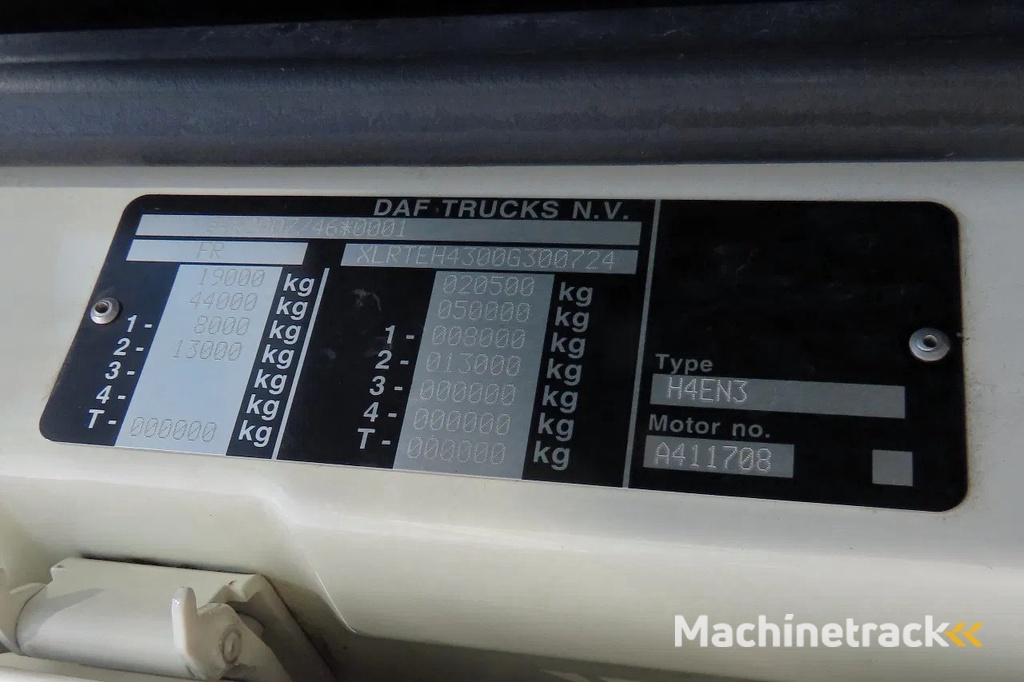 DAF TRUCKS N.V.
/46*0001
FR XLRTEH4300G300724
19000 kg 020500 kg
44000 kg 050000 kg
1- 8000 kg 1- 008000 kg
2- 13000 kg 2- 013000 kg
3- kg 3- 000000 kg
4- kg 4- 000000 kg
T- 000000 kg T- 000000 kg
Type
H4EN3
Motor no.
A411708
Machinetrack